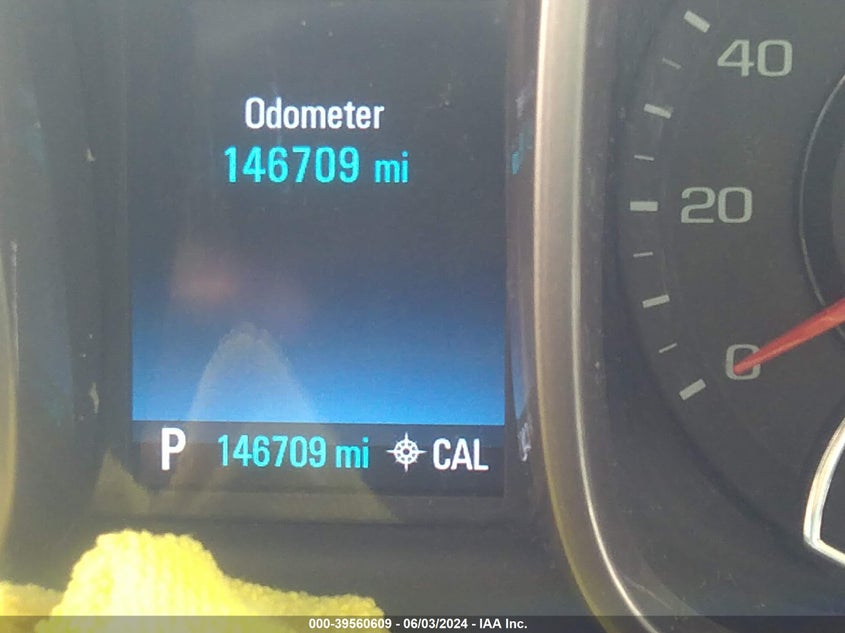 Odometer
146709 mi
P 146709 mi CAL
40
20
0
000-39560609 - 06/03/2024 - IAA Inc.